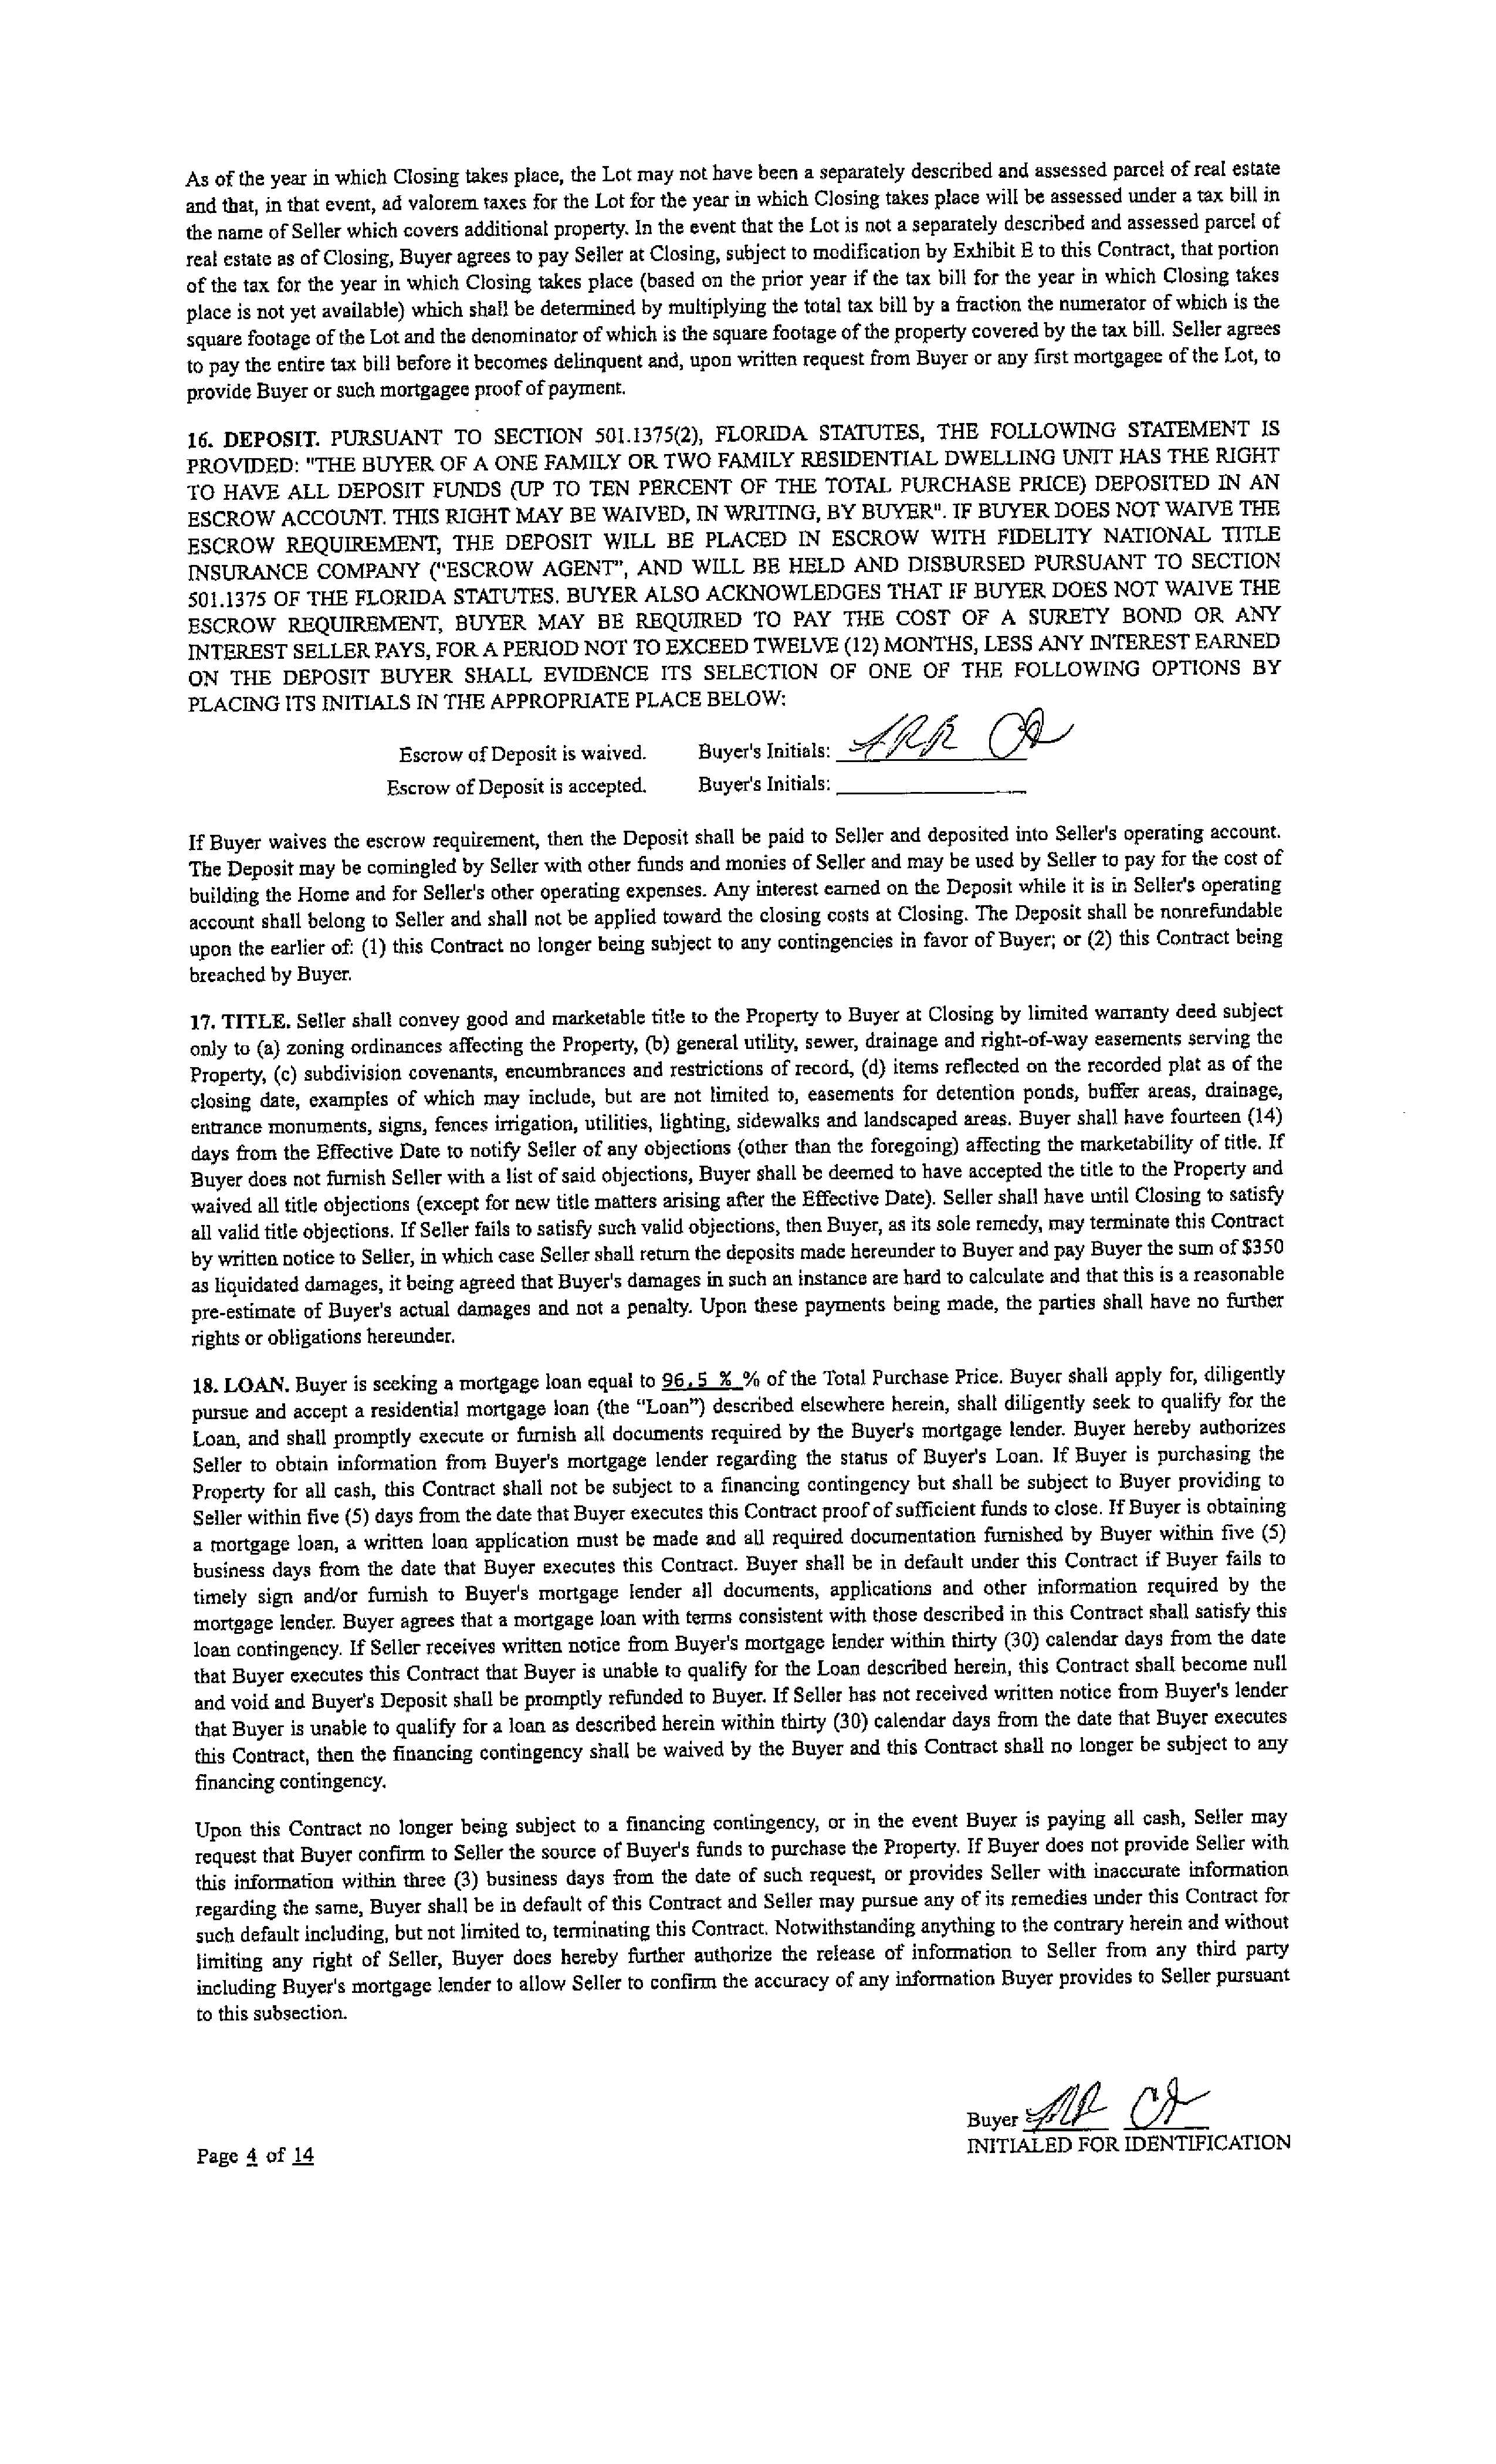 As of the year in which Closing takes place, the Lot may not have been a separately described and assessed parcel of real estate
and that, in that event, ad valorem taxes for the Lot for the year in which Closing takes place will be assessed under a tax bill in
the name of Seller which covers additional property. In the event that the Lot is not a separately described and assessed parcel of
real estate as of Closing, Buyer agrees to pay Seller at Closing, subject to modification by Exhibit E to this Contract, that portion
of the tax for the year in which Closing takes place (based on the prior year if the tax bill for the year in which Closing takes
place is not yet available) which shall be determined by multiplying the total tax bill by a fraction the numerator of which is the
square footage of the Lot and the denominator of which is the square footage of the property covered by the tax bill. Seller agrees
to pay the entire tax bill before it becomes delinquent and, upon written request from Buyer or any first mortgagee of the Lot, to
provide Buyer or such mortgagee proof of payment.
16. DEPOSIT. PURSUANT TO SECTION 501.1375(2), FLORIDA STATUTES, THE FOLLOWING STATEMENT IS
PROVIDED: "THE BUYER OF A ONE FAMILY OR TWO FAMILY RESIDENTIAL DWELLING UNIT HAS THE RIGHT
TO HAVE ALL DEPOSIT FUNDS (UP TO TEN PERCENT OF THE TOTAL PURCHASE PRICE) DEPOSITED IN AN
ESCROW ACCOUNT. THIS RIGHT MAY BE WAIVED, IN WRITING, BY BUYER". IF BUYER DOES NOT WAIVE THE
ESCROW REQUIREMENT, THE DEPOSIT WILL BE PLACED IN ESCROW WITH FIDELITY NATIONAL TITLE
INSURANCE COMPANY ("ESCROW AGENT", AND WILL BE HELD AND DISBURSED PURSUANT TO SECTION
501.1375 OF THE FLORIDA STATUTES. BUYER ALSO ACKNOWLEDGES THAT IF BUYER DOES NOT WAIVE THE
ESCROW REQUIREMENT, BUYER MAY BE REQUIRED TO PAY THE COST OF A SURETY BOND OR ANY
INTEREST SELLER PAYS, FOR A PERIOD NOT TO EXCEED TWELVE (12) MONTHS, LESS ANY INTEREST EARNED
ON THE DEPOSIT BUYER SHALL EVIDENCE ITS SELECTION OF ONE OF THE FOLLOWING OPTIONS BY
PLACING ITS INITIALS IN THE APPROPRIATE PLACE BELOW:
Escrow of Deposit is waived. Buyer's Initials:
Escrow of Deposit is accepted. Buyer's Initials:
If Buyer waives the escrow requirement, then the Deposit shall be paid to Seller and deposited into Seller's operating account.
The Deposit may be comingled by Seller with other funds and monies of Seller and may be used by Seller to pay for the cost of
building the Home and for Seller's other operating expenses. Any interest earned on the Deposit while it is in Seller's operating
account shall belong to Seller and shall not be applied toward the closing costs at Closing. The Deposit shall be nonrefundable
upon the earlier of: (1) this Contract no longer being subject to any contingencies in favor of Buyer; or (2) this Contract being
breached by Buyer.
17. TITLE. Seller shall convey good and marketable title to the Property to Buyer at Closing by limited warranty deed subject
only to (a) zoning ordinances affecting the Property, (b) general utility, sewer, drainage and right-of-way easements serving the
Property, (c) subdivision covenants, encumbrances and restrictions of record, (d) items reflected on the recorded plat as of the
closing date, examples of which may include, but are not limited to, easements for detention ponds, buffer areas, drainage,
entrance monuments, signs, fences irrigation, utilities, lighting, sidewalks and landscaped areas. Buyer shall have fourteen (14)
days from the Effective Date to notify Seller of any objections (other than the foregoing) affecting the marketability of title. If
Buyer does not furnish Seller with a list of said objections, Buyer shall be deemed to have accepted the title to the Property and
waived all title objections (except for new title matters arising after the Effective Date). Seller shall have until Closing to satisfy
all valid title objections. If Seller fails to satisfy such valid objections, then Buyer, as its sole remedy, may terminate this Contract
by written notice to Seller, in which case Seller shall return the deposits made hereunder to Buyer and pay Buyer the sum of $350
as liquidated damages, it being agreed that Buyer's damages in such an instance are hard to calculate and that this is a reasonable
pre-estimate of Buyer's actual damages and not a penalty. Upon these payments being made, the parties shall have no further
rights or obligations hereunder.
18. LOAN. Buyer is seeking a mortgage loan equal to 96.5 % % of the Total Purchase Price. Buyer shall apply for, diligently
pursue and accept a residential mortgage loan (the "Loan") described elsewhere herein, shall diligently seek to qualify for the
Loan, and shall promptly execute or furnish all documents required by the Buyer's mortgage lender. Buyer hereby authorizes
Seller to obtain information from Buyer's mortgage lender regarding the status of Buyer's Loan. If Buyer is purchasing the
Property for all cash, this Contract shall not be subject to a financing contingency but shall be subject to Buyer providing to
Seller within five (5) days from the date that Buyer executes this Contract proof of sufficient funds to close. If Buyer is obtaining
a mortgage loan, a written loan application must be made and all required documentation furnished by Buyer within five (5)
business days from the date that Buyer executes this Contract. Buyer shall be in default under this Contract if Buyer fails to
timely sign and/or furnish to Buyer's mortgage lender all documents, applications and other information required by the
mortgage lender. Buyer agrees that a mortgage loan with terms consistent with those described in this Contract shall satisfy this
loan contingency. If Seller receives written notice from Buyer's mortgage lender within thirty (30) calendar days from the date
that Buyer executes this Contract that Buyer is unable to qualify for the Loan described herein, this Contract shall become null
and void and Buyer's Deposit shall be promptly refunded to Buyer. If Seller has not received written notice from Buyer's lender
that Buyer is unable to qualify for a loan as described herein within thirty (30) calendar days from the date that Buyer executes
this Contract, then the financing contingency shall be waived by the Buyer and this Contract shall no longer be subject to any
financing contingency.
Upon this Contract no longer being subject to a financing contingency, or in the event Buyer is paying all cash, Seller may
request that Buyer confirm to Seller the source of Buyer's funds to purchase the Property. If Buyer does not provide Seller with
this information within three (3) business days from the date of such request, or provides Seller with inaccurate information
regarding the same, Buyer shall be in default of this Contract and Seller may pursue any of its remedies under this Contract for
such default including, but not limited to, terminating this Contract. Notwithstanding anything to the contrary herein and without
limiting any right of Seller, Buyer does hereby further authorize the release of information to Seller from any third party
including Buyer's mortgage lender to allow Seller to confirm the accuracy of any information Buyer provides to Seller pursuant
to this subsection.
Buyer
INITIALED FOR IDENTIFICATION
Page 4 of 14